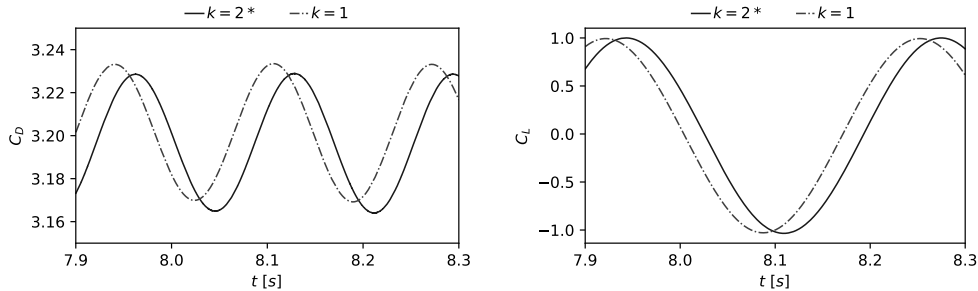 k = 2 * k = 1
3.24
3.22
3.20
3.18
3.16
C_D
7.9 8.0 8.1 8.2 8.3
t [s]
k = 2 * k = 1
1.0
0.5
0.0
−0.5
−1.0
C_L
7.9 8.0 8.1 8.2 8.3
t [s]